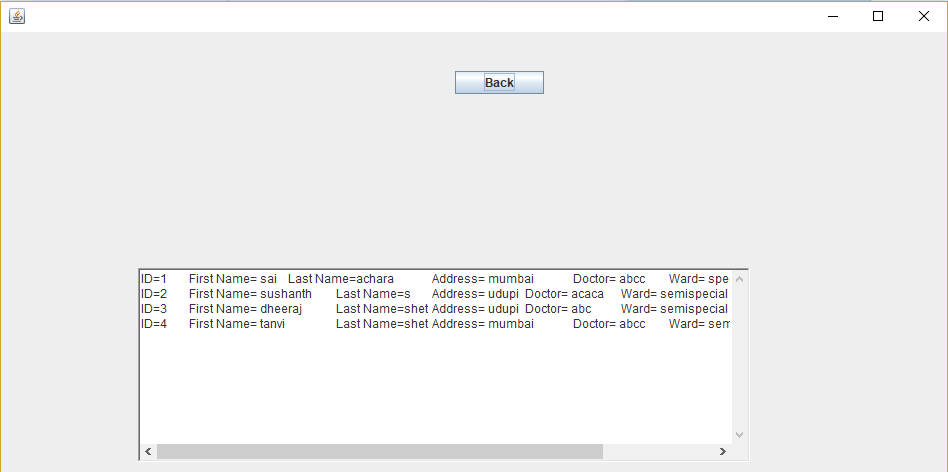 Back
ID=1 First Name= sai Last Name=achara Address= mumbai Doctor= abcc Ward= spe
ID=2 First Name= sushanth Last Name=s Address= udupi Doctor= acaca Ward= semispecial
ID=3 First Name= dheeraj Last Name=shet Address= udupi Doctor= abc Ward= semispecial
ID=4 First Name= tanvi Last Name=shet Address= mumbai Doctor= abcc Ward= sem